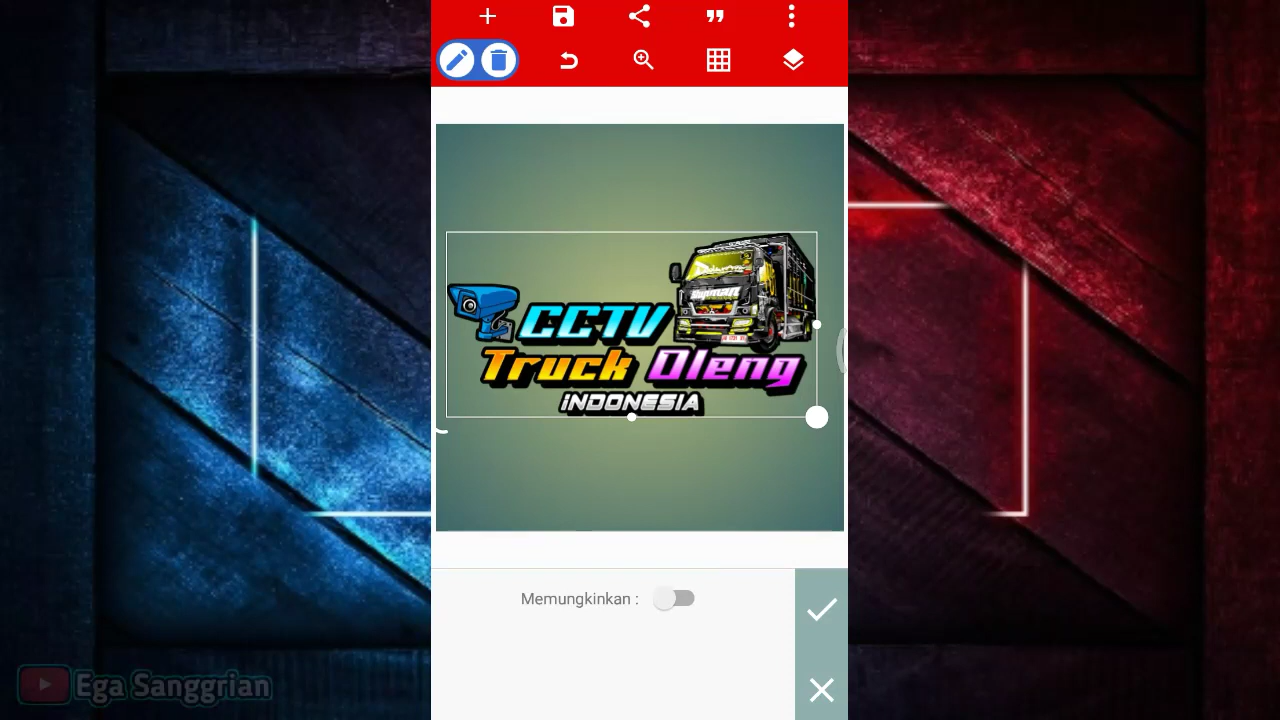 CCTV
Truck Oleng
INDONESIA
Memungkinkan :
Ega Sanggrian